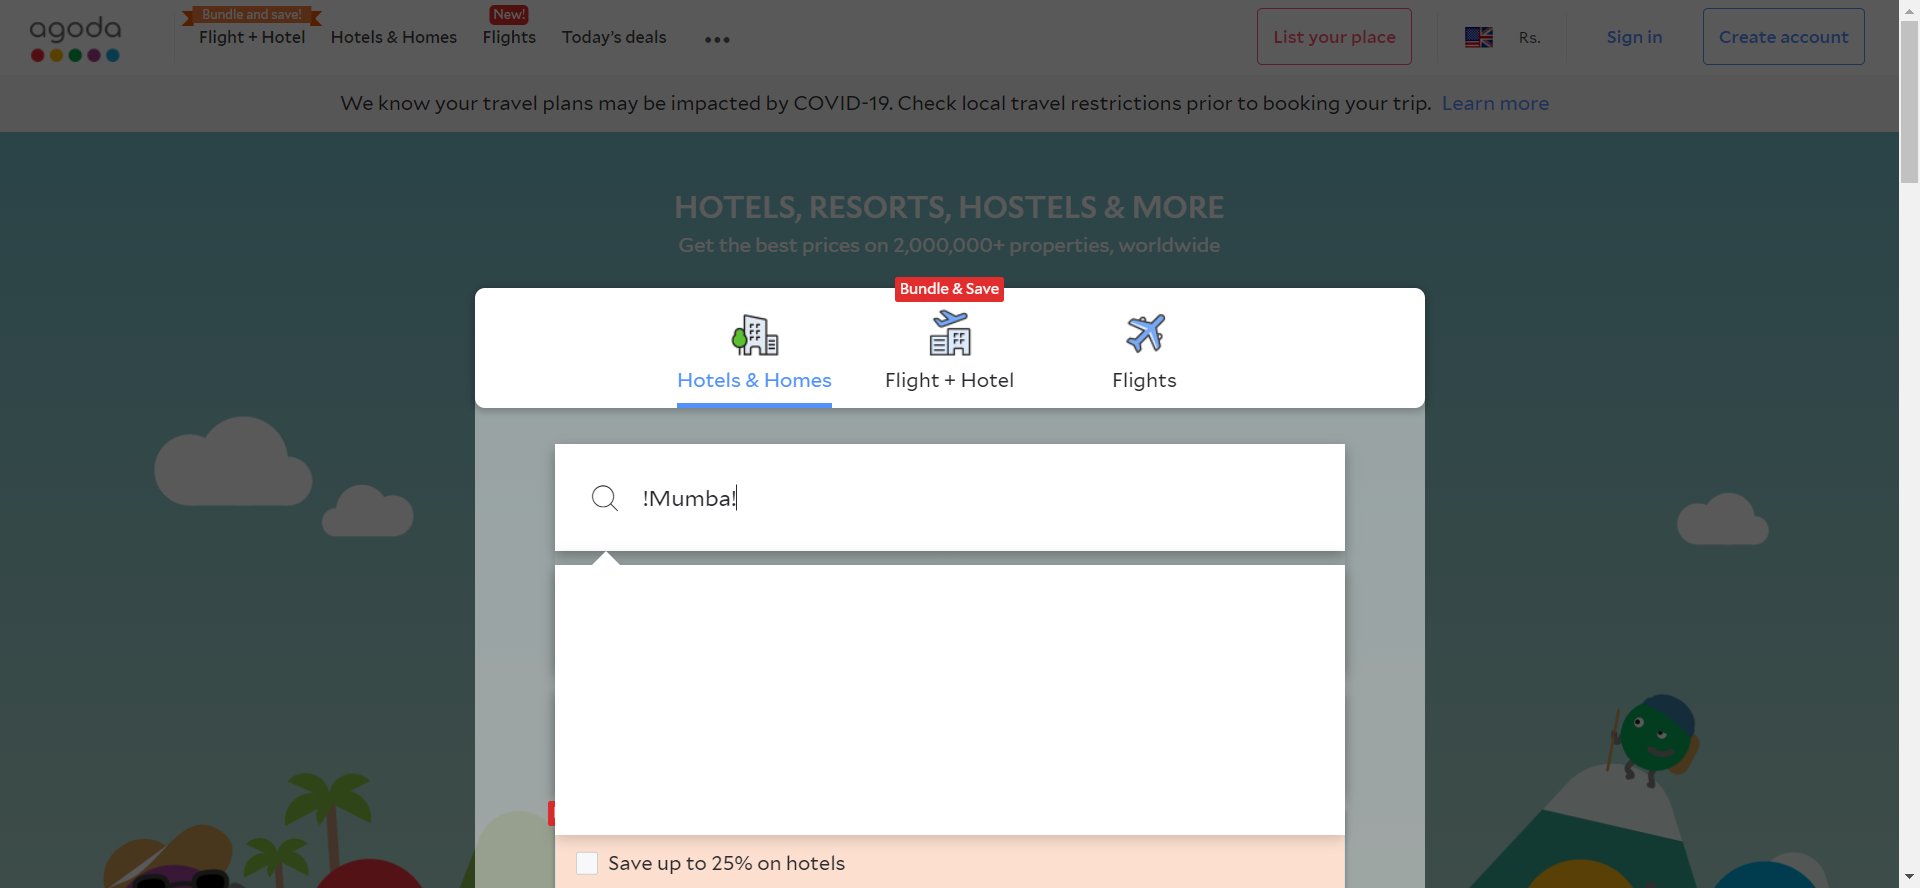 agoda
Bundle and save!
Flight + Hotel
Hotels & Homes
New!
Flights
Today's deals
List your place
Rs.
Sign in
Create account
We know your travel plans may be impacted by COVID-19. Check local travel restrictions prior to booking your trip. Learn more
HOTELS, RESORTS, HOSTELS & MORE
Get the best prices on 2,000,000+ properties, worldwide
Bundle & Save
Hotels & Homes
Flight + Hotel
Flights
!Mumba!
Save up to 25% on hotels